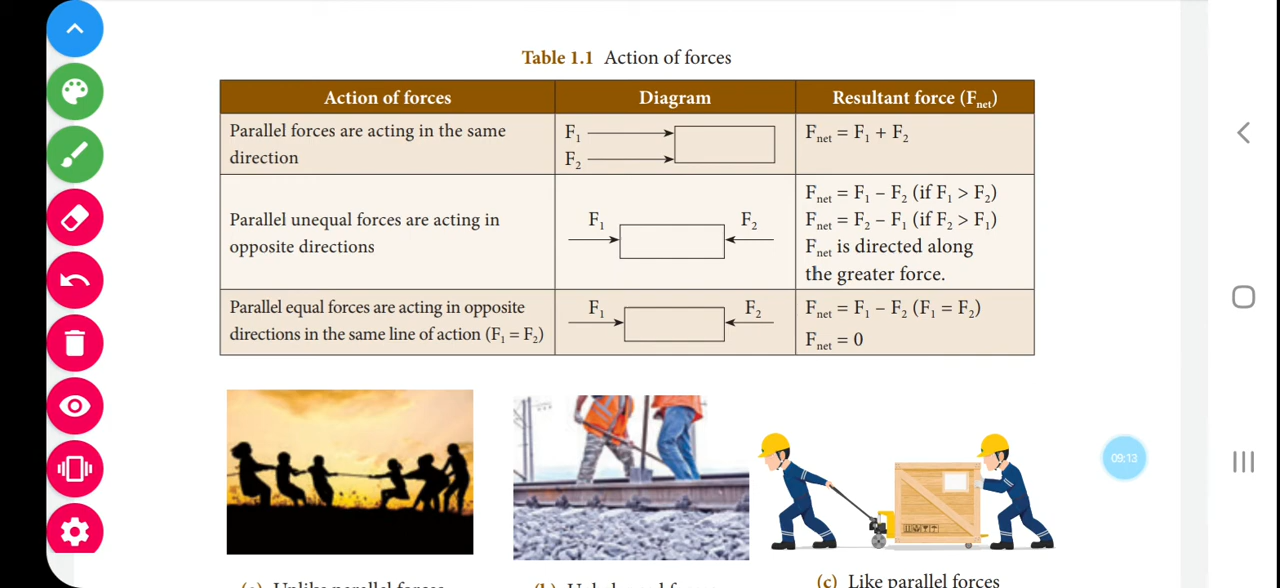 Table 1.1 Action of forces
Action of forces
Diagram
Resultant force (Fnet)
Parallel forces are acting in the same
direction
F1
F2
Fnet = F1 + F2
Parallel unequal forces are acting in
opposite directions
F1
F2
Fnet = F1 – F2 (if F1 > F2)
Fnet = F2 – F1 (if F2 > F1)
Fnet is directed along
the greater force.
Parallel equal forces are acting in opposite
directions in the same line of action (F1 = F2)
F1
F2
Fnet = F1 – F2 (F1 = F2)
Fnet = 0
09:13
(a) Unlike parallel forces
(c) Like parallel forces